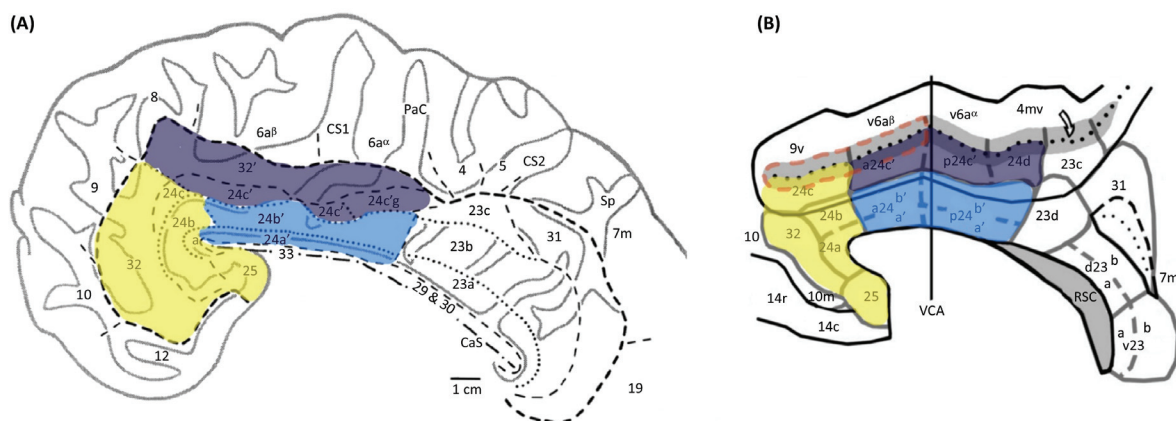 (A)
8
6aβ
CS1
6aα
PaC
4
5
CS2
Sp
7m
9
32′
24c
24c′
24c′
24c′g
23c
31
24b
24b′
a
24a′
23b
33
23a
32
25
10
29 & 30
CaS
12
1 cm
19
(B)
9v
v6aβ
v6aα
4mv
24c
a24c′
p24c′
24d
23c
31
24b
a24 b′ a′
p24 b′ a′
23d
10
32
24a
d23 b a
7m
14r
10m
25
RSC
14c
VCA
a b
v23